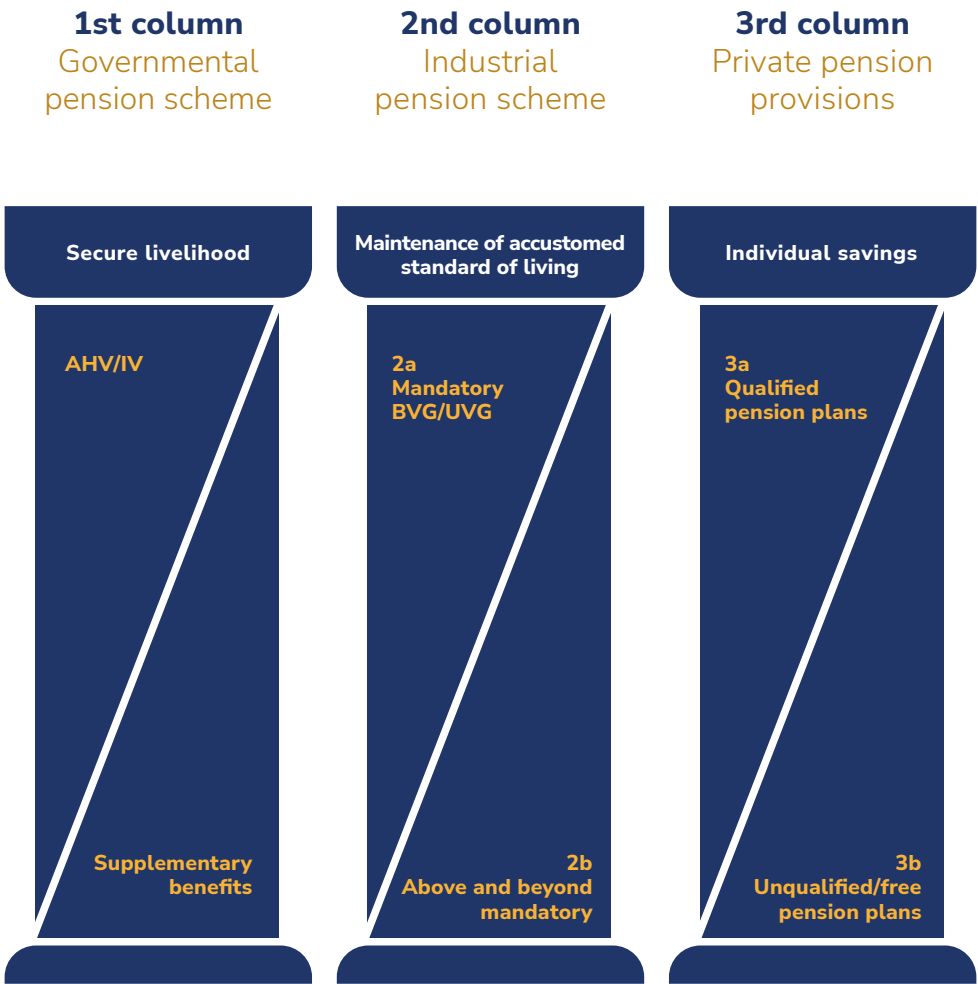 1st column
Governmental
pension scheme
2nd column
Industrial
pension scheme
3rd column
Private pension
provisions
Secure livelihood
Maintenance of accustomed
standard of living
Individual savings
AHV/IV
Supplementary
benefits
2a
Mandatory
BVG/UVG
2b
Above and beyond
mandatory
3a
Qualified
pension plans
3b
Unqualified/free
pension plans